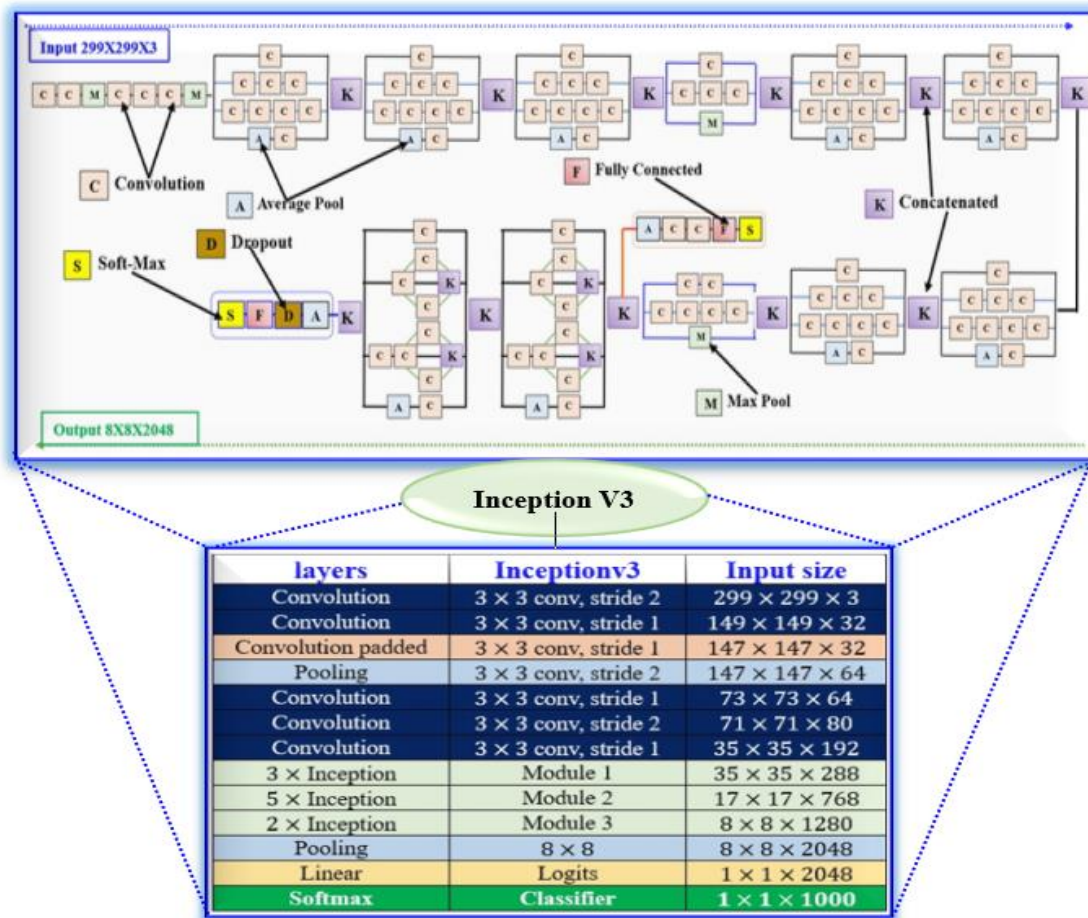 Input 299X299X3
C C M C C C M
C
C C C
C C C C
A C
K
C
C C C
C C C C
A C
K
C
C C C
C C C C
A C
K
C
C C C
M
K
C
C C C
C C C C
A C
K
C
C C C
C C C C
A C
K
C Convolution
A Average Pool
F Fully Connected
K Concatenated
D Dropout
S Soft-Max
S F D A
K
C
C
C K
C
C
C C K
C
A C
K
C
C
C K
C
C
C C K
C
A C
K
A C C F S
C C
C C C C
M
K
C
C C C
C C C C
A C
K
C
C C C
C C C C
A C
M Max Pool
Output 8X8X2048
Inception V3
layers Inceptionv3 Input size
Convolution 3 × 3 conv, stride 2 299 × 299 × 3
Convolution 3 × 3 conv, stride 1 149 × 149 × 32
Convolution padded 3 × 3 conv, stride 1 147 × 147 × 32
Pooling 3 × 3 conv, stride 2 147 × 147 × 64
Convolution 3 × 3 conv, stride 1 73 × 73 × 64
Convolution 3 × 3 conv, stride 2 71 × 71 × 80
Convolution 3 × 3 conv, stride 1 35 × 35 × 192
3 × Inception Module 1 35 × 35 × 288
5 × Inception Module 2 17 × 17 × 768
2 × Inception Module 3 8 × 8 × 1280
Pooling 8 × 8 8 × 8 × 2048
Linear Logits 1 × 1 × 2048
Softmax Classifier 1 × 1 × 1000